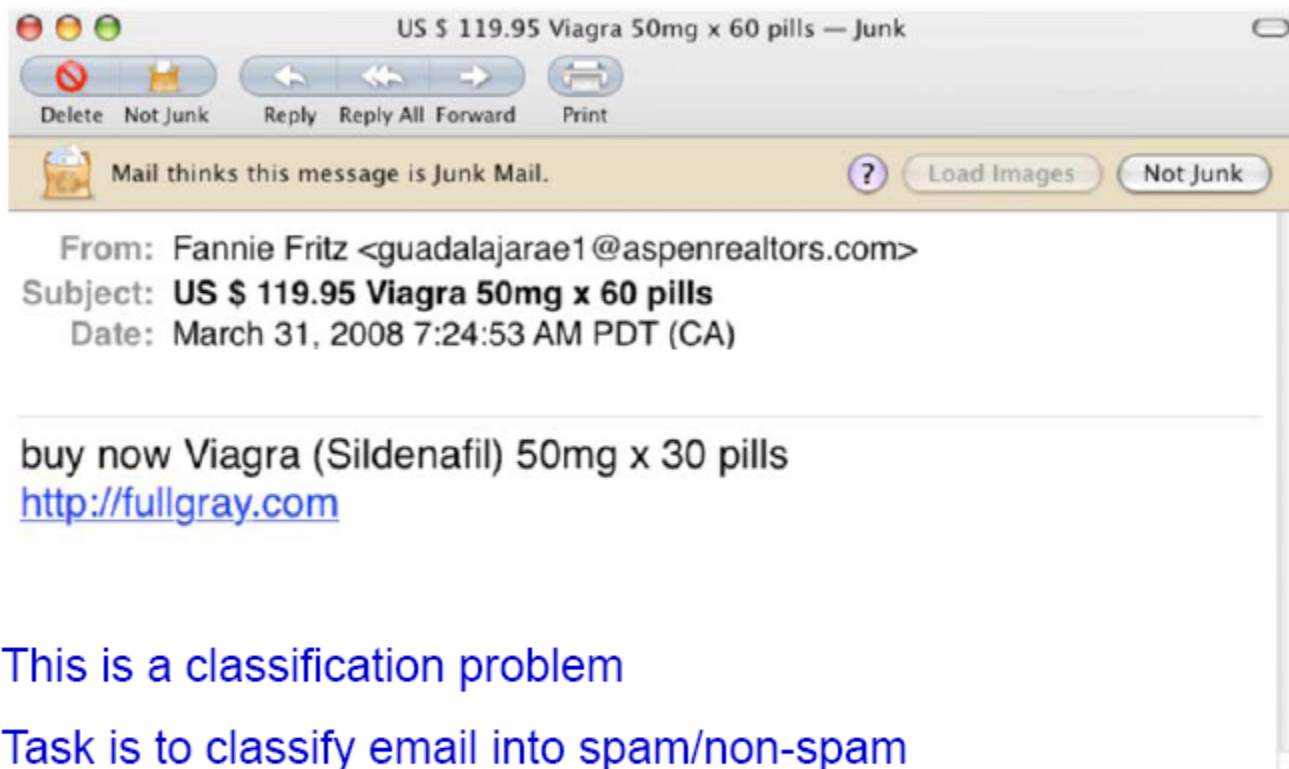 US $ 119.95 Viagra 50mg x 60 pills — Junk
Delete Not Junk Reply Reply All Forward Print
Mail thinks this message is Junk Mail. ? Load Images Not Junk
From: Fannie Fritz <guadalajarae1@aspenrealtors.com>
Subject: US $ 119.95 Viagra 50mg x 60 pills
Date: March 31, 2008 7:24:53 AM PDT (CA)
buy now Viagra (Sildenafil) 50mg x 30 pills
http://fullgray.com
This is a classification problem
Task is to classify email into spam/non-spam